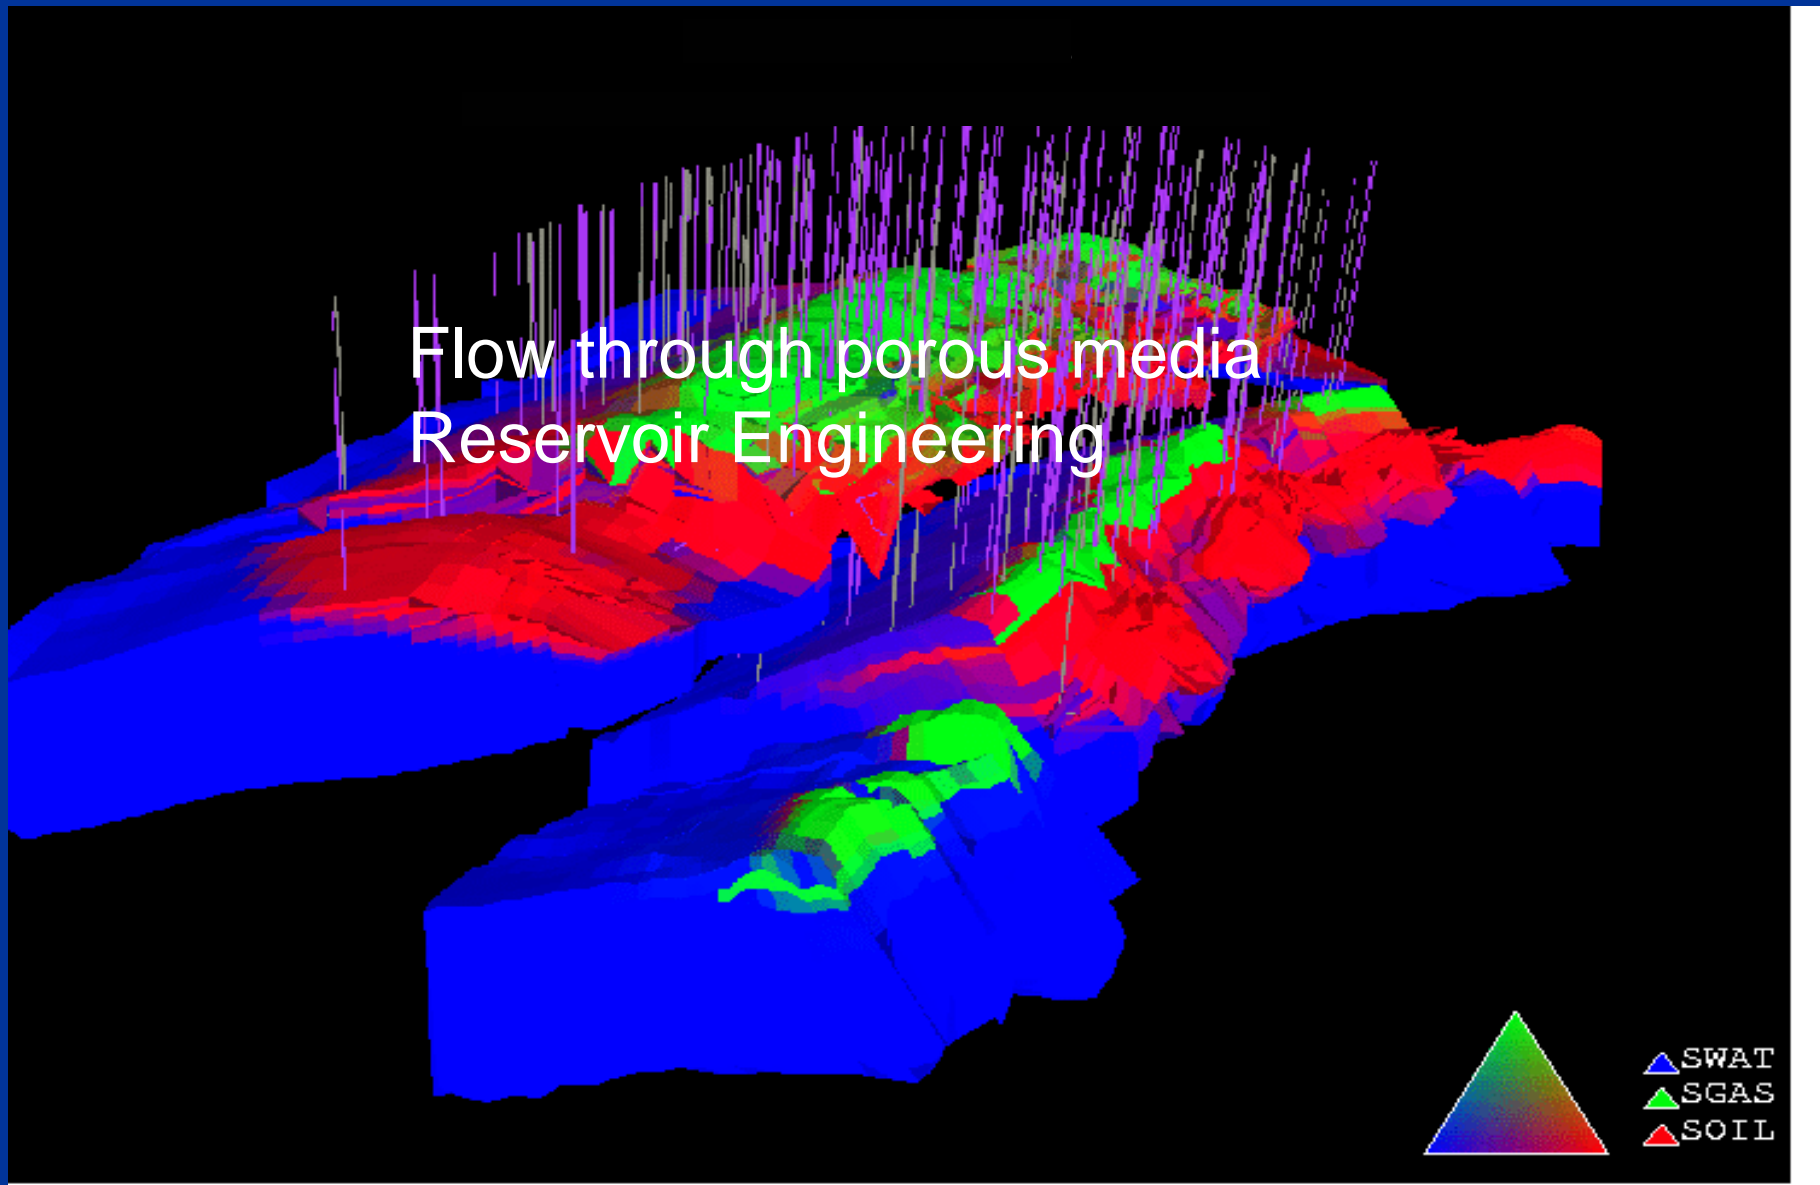 Flow through porous media
Reservoir Engineering
SWAT
SGAS
SOIL